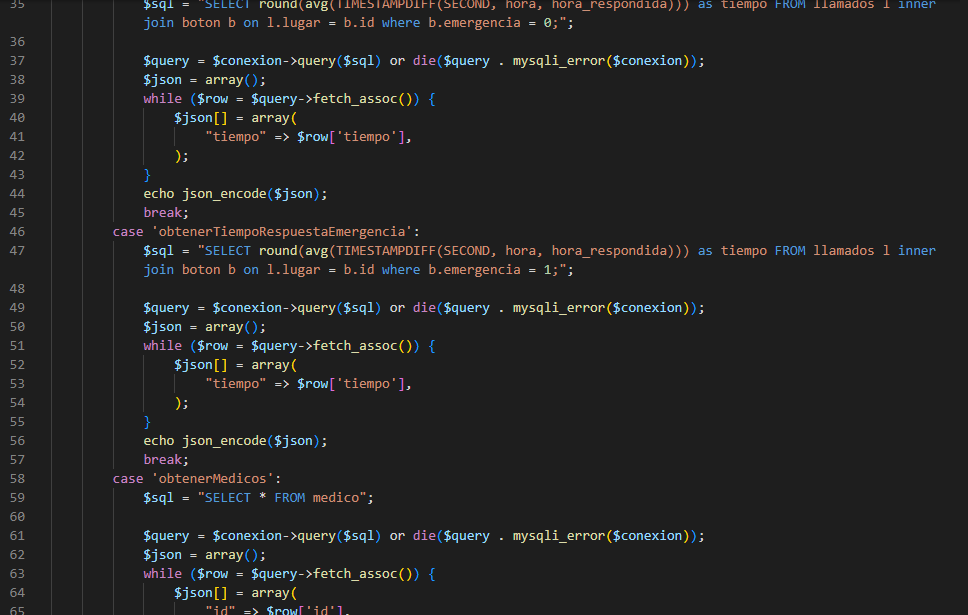 35 $sql = "SELECT round(avg(TIMESTAMPDIFF(SECOND, hora, hora_respondida))) as tiempo FROM llamados l inner
join boton b on l.lugar = b.id where b.emergencia = 0;";
36
37 $query = $conexion->query($sql) or die($query . mysqli_error($conexion));
38 $json = array();
39 while ($row = $query->fetch_assoc()) {
40 $json[] = array(
41 "tiempo" => $row['tiempo'],
42 );
43 }
44 echo json_encode($json);
45 break;
46 case 'obtenerTiempoRespuestaEmergencia':
47 $sql = "SELECT round(avg(TIMESTAMPDIFF(SECOND, hora, hora_respondida))) as tiempo FROM llamados l inner
join boton b on l.lugar = b.id where b.emergencia = 1;";
48
49 $query = $conexion->query($sql) or die($query . mysqli_error($conexion));
50 $json = array();
51 while ($row = $query->fetch_assoc()) {
52 $json[] = array(
53 "tiempo" => $row['tiempo'],
54 );
55 }
56 echo json_encode($json);
57 break;
58 case 'obtenerMedicos':
59 $sql = "SELECT * FROM medico";
60
61 $query = $conexion->query($sql) or die($query . mysqli_error($conexion));
62 $json = array();
63 while ($row = $query->fetch_assoc()) {
64 $json[] = array(
65 "id" => $row['id'],